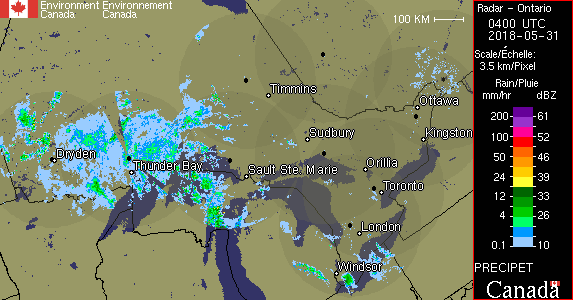 Environment Environnement
Canada Canada
100 KM
Timmins
Ottawa
Sudbury
Kingston
Dryden
Thunder Bay
Sault Ste. Marie
Orillia
Toronto
London
Windsor
Radar - Ontario
0400 UTC
2018-05-31
Scale/Échelle:
3.5 km/Pixel
Rain/Pluie
mm/hr dBZ
200 61
100 52
50 46
24 39
12 33
4 26
0.1 10
PRECIPET
Canada